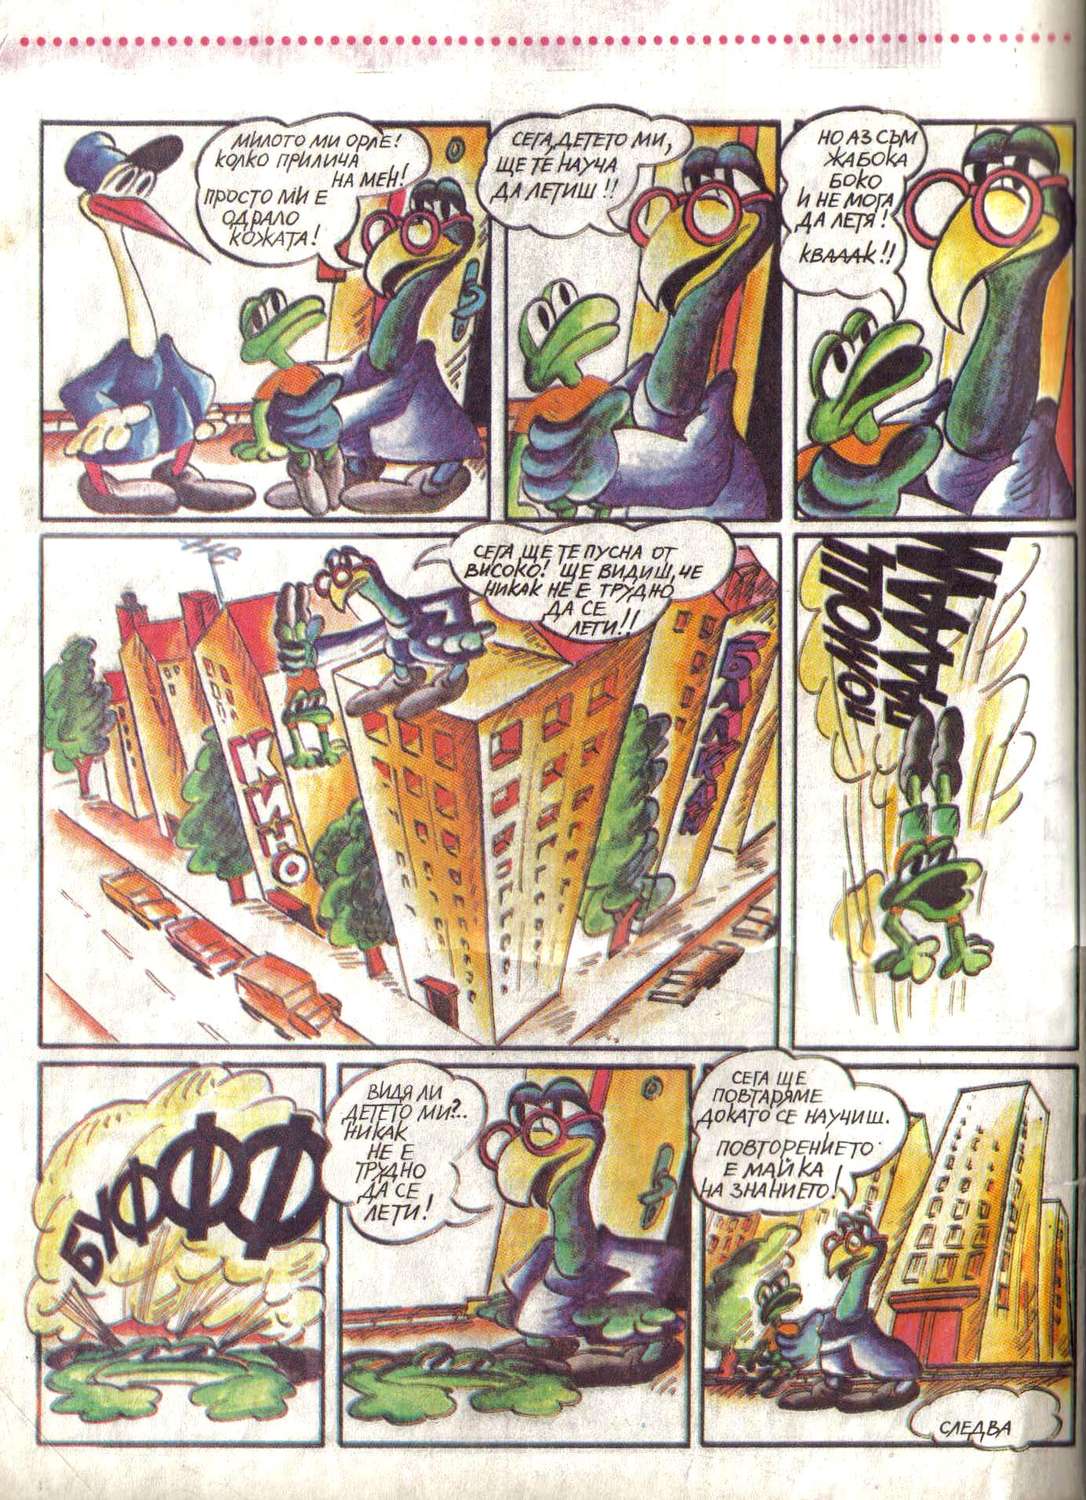 МИЛОТО МИ ОРЛЕ!
КОЛКО ПРИЛИЧА
НА МЕН!
ПРОСТО МИ Е
ОДРАЛО
КОЖАТА!
СЕГА, ДЕТЕТО МИ,
ЩЕ ТЕ НАУЧА
ДА ЛЕТИШ!!
НО АЗ СЪМ
ЖАБОКА
БОКО
И НЕ МОГА
ДА ЛЕТЯ!
КВАААК!!
СЕГА ЩЕ ТЕ ПУСНА ОТ
ВИСОКО! ЩЕ ВИДИШ, ЧЕ
НИКАК НЕ Е ТРУДНО
ДА СЕ
ЛЕТИ!!
КИНО
БАЛКАН
ПОМОЩ
ПАДААМ
БУФФФ
ВИДЯ ЛИ
ДЕТЕТО МИ?..
НИКАК
НЕ Е
ТРУДНО
ДА СЕ
ЛЕТИ!
СЕГА ЩЕ
ПОВТАРЯМЕ
ДОКАТО СЕ НАУЧИШ.
ПОВТОРЕНИЕТО
Е МАЙКА
НА ЗНАНИЕТО!
СЛЕДВА